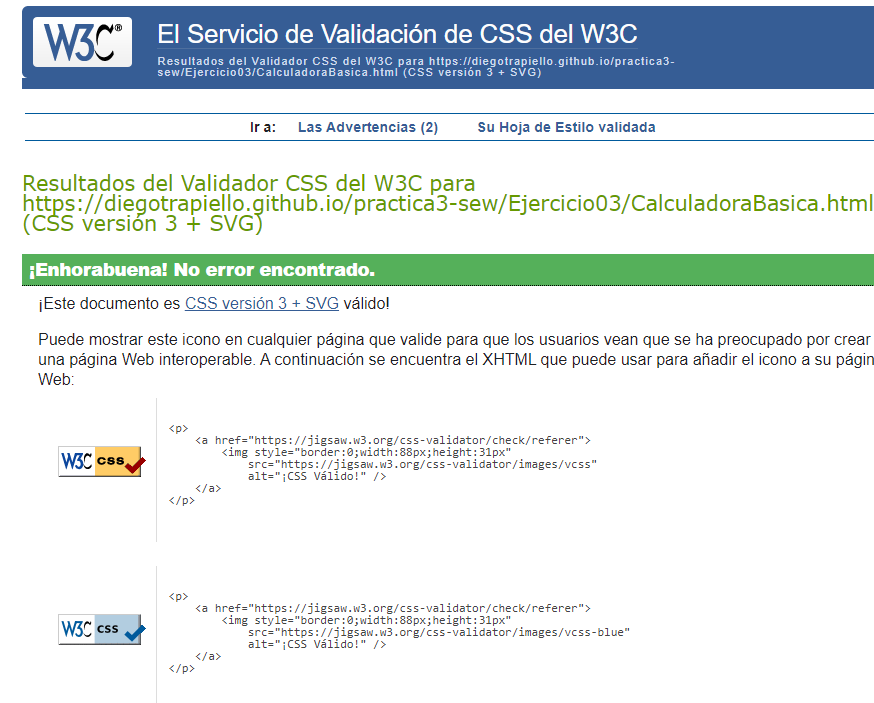 W3C®
El Servicio de Validación de CSS del W3C
Resultados del Validador CSS del W3C para https://diegotrapiello.github.io/practica3-
sew/Ejercicio03/CalculadoraBasica.html (CSS versión 3 + SVG)
Ir a: Las Advertencias (2) Su Hoja de Estilo validada
Resultados del Validador CSS del W3C para
https://diegotrapiello.github.io/practica3-sew/Ejercicio03/CalculadoraBasica.html
(CSS versión 3 + SVG)
¡Enhorabuena! No error encontrado.
¡Este documento es CSS versión 3 + SVG válido!
Puede mostrar este icono en cualquier página que valide para que los usuarios vean que se ha preocupado por crear
una página Web interoperable. A continuación se encuentra el XHTML que puede usar para añadir el icono a su págin
Web:
W3C css
<p>
<a href="https://jigsaw.w3.org/css-validator/check/referer">
<img style="border:0;width:88px;height:31px"
src="https://jigsaw.w3.org/css-validator/images/vcss"
alt="¡CSS Válido!" />
</a>
</p>
W3C css
<p>
<a href="https://jigsaw.w3.org/css-validator/check/referer">
<img style="border:0;width:88px;height:31px"
src="https://jigsaw.w3.org/css-validator/images/vcss-blue"
alt="¡CSS Válido!" />
</a>
</p>